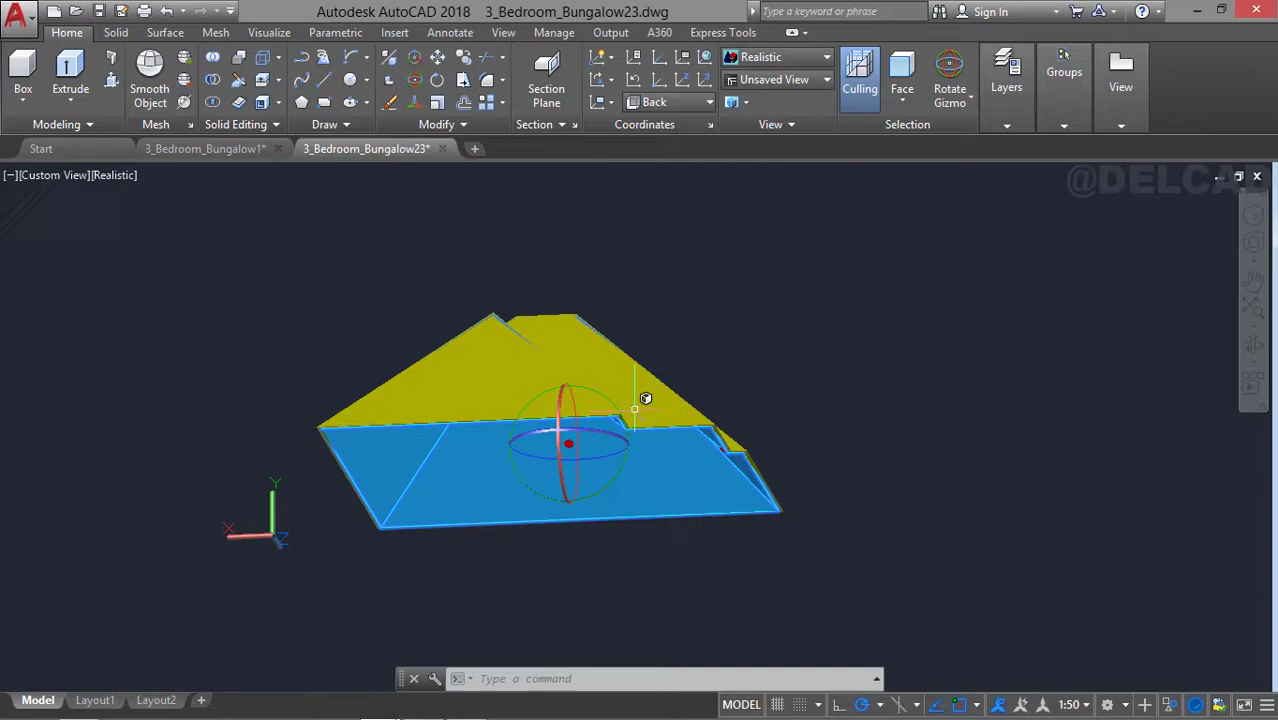 Autodesk AutoCAD 2018 3_Bedroom_Bungalow23.dwg
Type a keyword or phrase
Sign In
Home Solid Surface Mesh Visualize Parametric Insert Annotate View Manage Output A360 Express Tools
Box Extrude Smooth Object Section Plane Realistic Unsaved View Back Culling Face Rotate Gizmo Layers Groups View
Modeling Mesh Solid Editing Draw Modify Section Coordinates View Selection
Start 3_Bedroom_Bungalow1* 3_Bedroom_Bungalow23*
[−][Custom View][Realistic]
@DELCAD
Y
X
Z
Type a command
Model Layout1 Layout2 MODEL 1:50